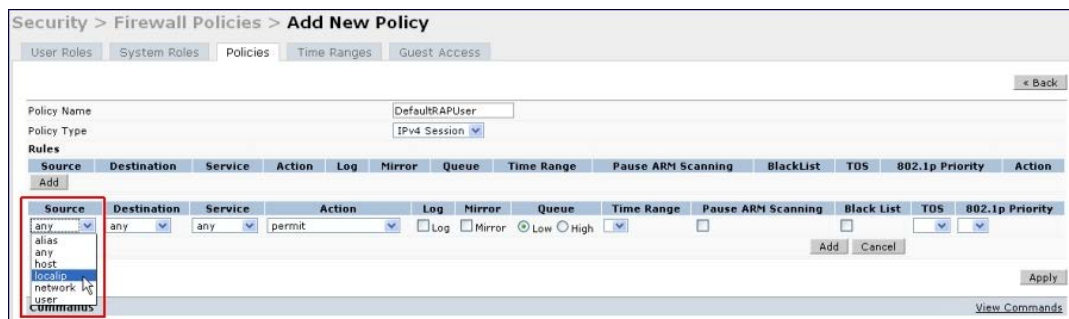 Security > Firewall Policies > Add New Policy
User Roles System Roles Policies Time Ranges Guest Access
« Back
Policy Name DefaultRAPUser
Policy Type IPv4 Session
Rules
Source Destination Service Action Log Mirror Queue Time Range Pause ARM Scanning BlackList TOS 802.1p Priority Action
Add
Source Destination Service Action Log Mirror Queue Time Range Pause ARM Scanning Black List TOS 802.1p Priority
any any any permit Log Mirror Low High
alias
any
host
localip
network
user
Add Cancel
Apply
Commands View Commands